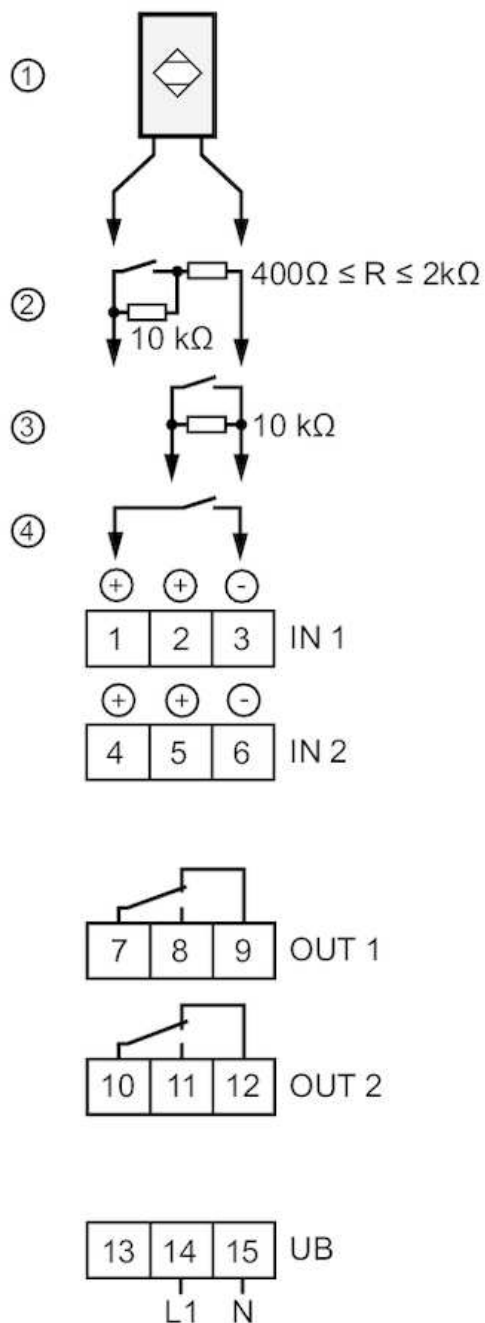 ①
② 400Ω ≤ R ≤ 2kΩ
10 kΩ
③ 10 kΩ
④
+ + -
1 2 3 IN 1
+ + -
4 5 6 IN 2
7 8 9 OUT 1
10 11 12 OUT 2
13 14 15 UB
L1 N